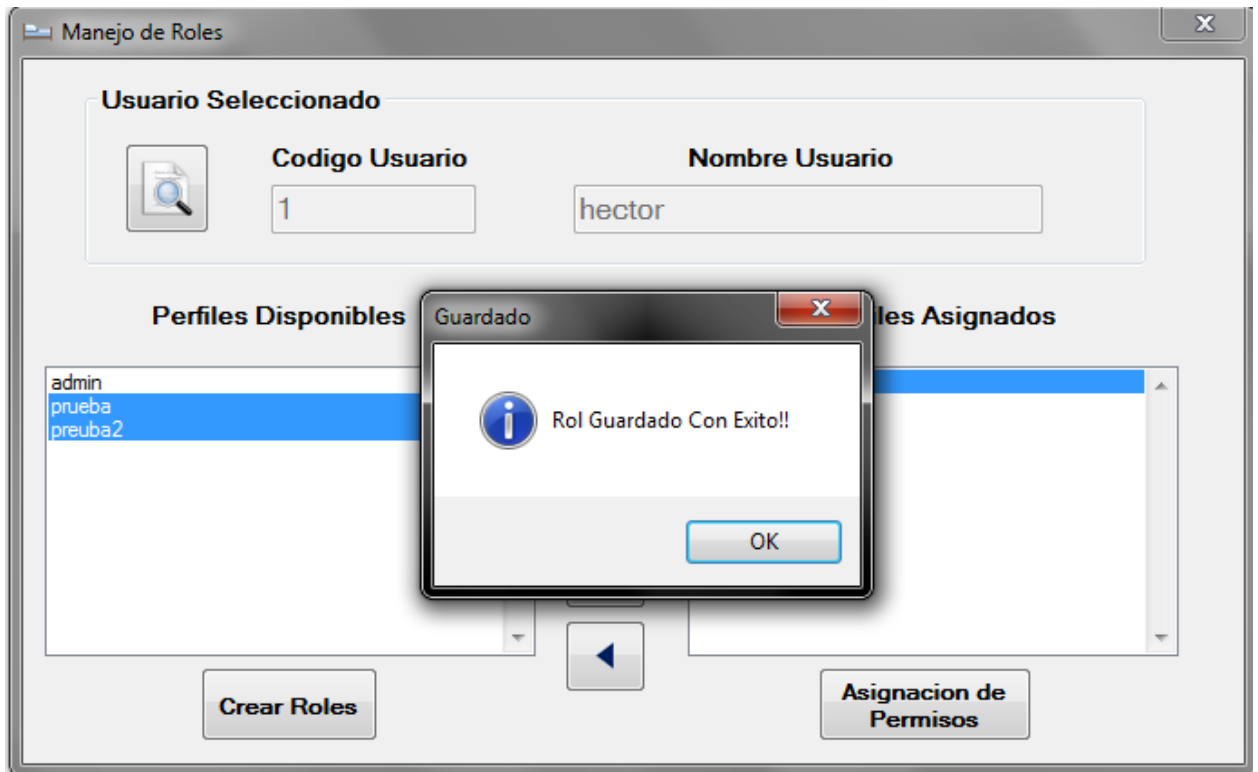 Manejo de Roles
Usuario Seleccionado
Codigo Usuario
Nombre Usuario
1
hector
Perfiles Disponibles
les Asignados
Guardado
admin
prueba
preuba2
Rol Guardado Con Exito!!
OK
Crear Roles
Asignacion de
Permisos